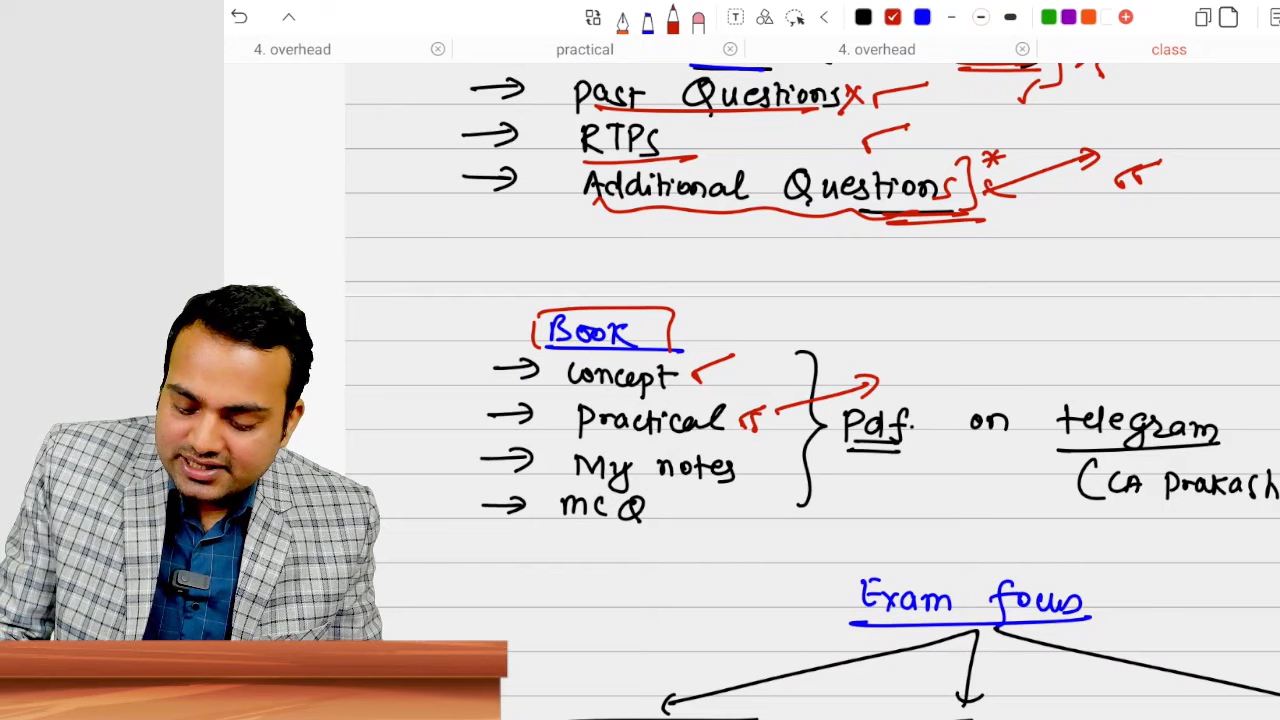 4. overhead practical 4. overhead class
→ Past Questions
→ RTPs
→ Additional Questions *
Book
→ concept
→ Practical
→ My notes
→ MCQ
Pdf. on telegram
(CA Prakash
Exam focus